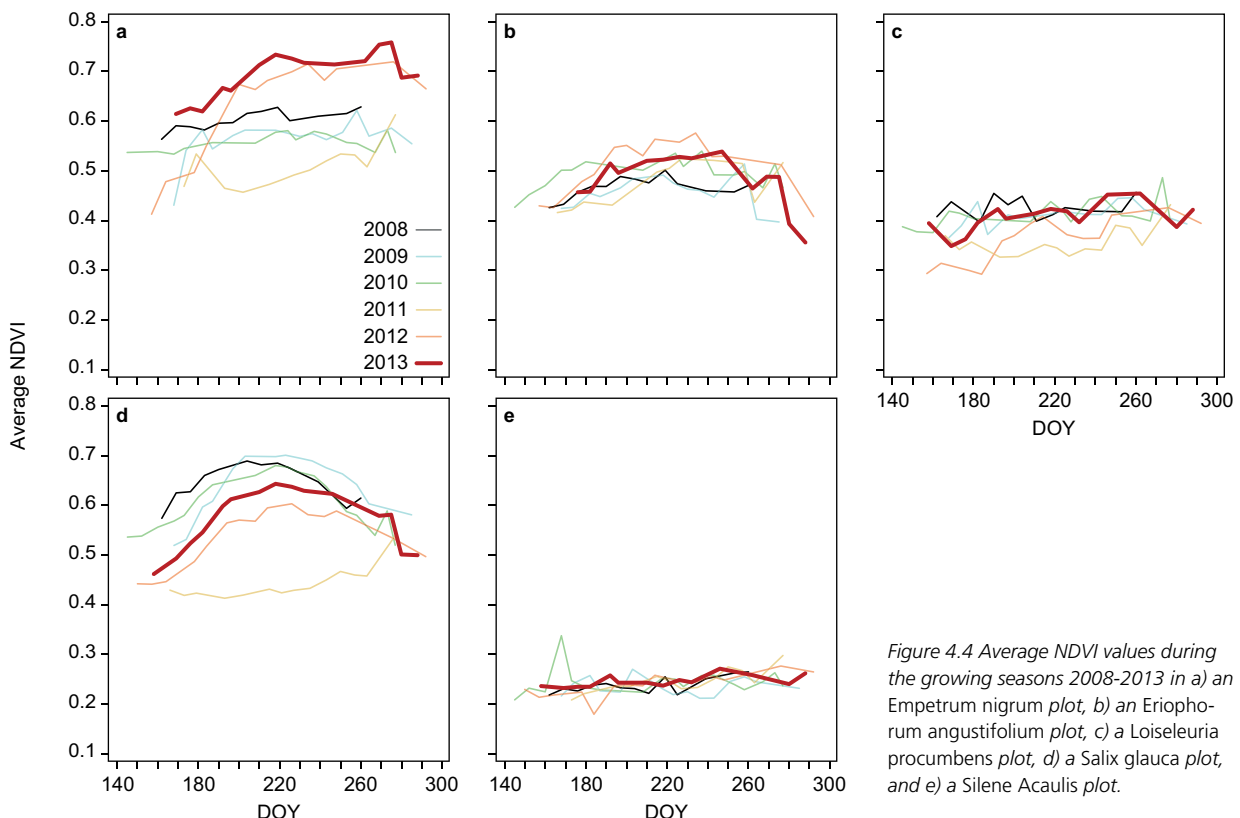 a
b
c
0.8
0.7
0.6
0.5
0.4
0.3
0.2
0.1
2008
2009
2010
2011
2012
2013
140 180 220 260 300
DOY
Average NDVI
d
e
0.8
0.7
0.6
0.5
0.4
0.3
0.2
0.1
140 180 220 260 300
DOY
140 180 220 260 300
DOY
Figure 4.4 Average NDVI values during
the growing seasons 2008-2013 in a) an
Empetrum nigrum plot, b) an Eriopho-
rum angustifolium plot, c) a Loiseleuria
procumbens plot, d) a Salix glauca plot,
and e) a Silene Acaulis plot.